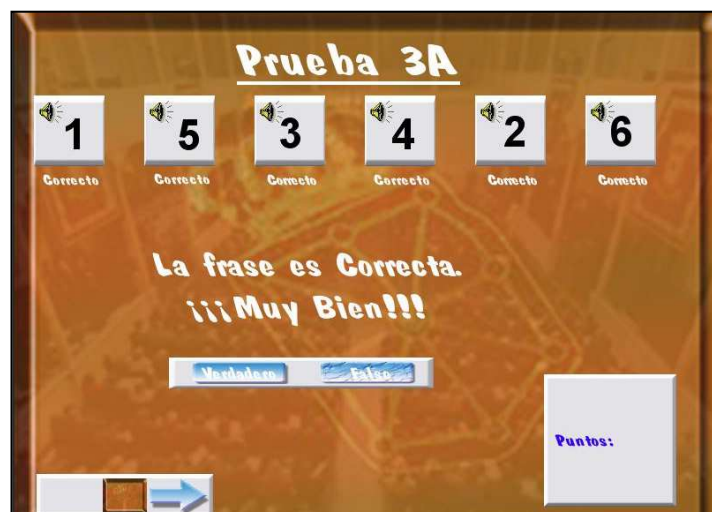 Prueba 3A
1 5 3 4 2 6
Correcto Correcto Correcto Correcto Correcto Correcto
La frase es Correcta.
¡¡¡Muy Bien!!!
Verdadero Falso
Puntos: